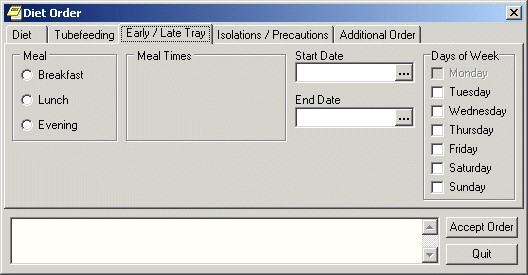 Diet Order
Diet Tubefeeding Early / Late Tray Isolations / Precautions Additional Order
Meal
Breakfast
Lunch
Evening
Meal Times
Start Date
...
End Date
...
Days of Week
Monday
Tuesday
Wednesday
Thursday
Friday
Saturday
Sunday
Accept Order
Quit